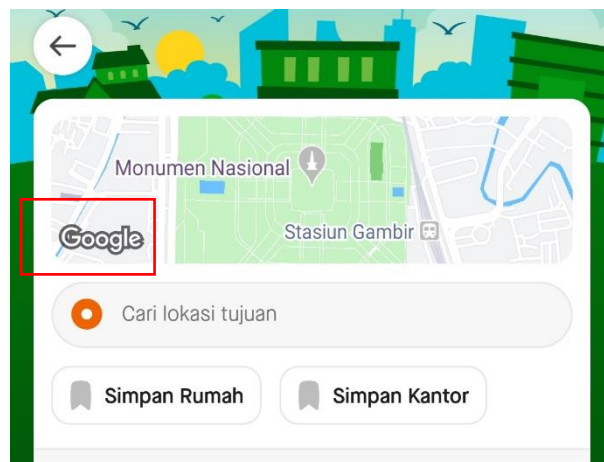 Monumen Nasional
Google
Stasiun Gambir
Cari lokasi tujuan
Simpan Rumah
Simpan Kantor